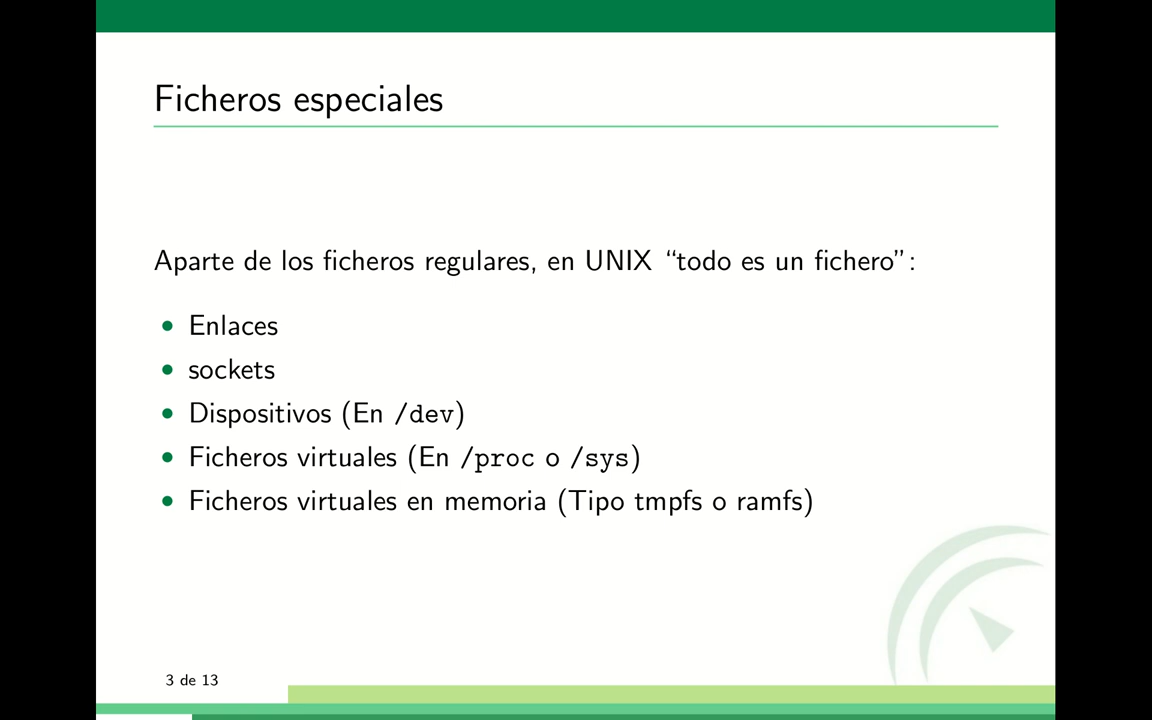 Ficheros especiales
Aparte de los ficheros regulares, en UNIX “todo es un fichero”:
• Enlaces
• sockets
• Dispositivos (En /dev)
• Ficheros virtuales (En /proc o /sys)
• Ficheros virtuales en memoria (Tipo tmpfs o ramfs)
3 de 13